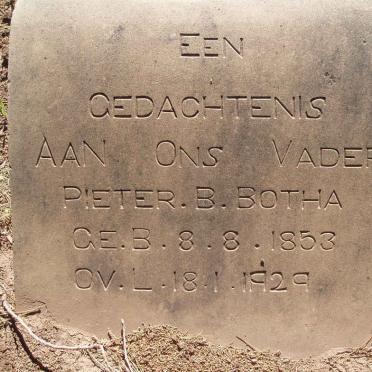 EEN
GEDACHTENIS
AAN ONS VADER
PIETER. B. BOTHA
GE.B. 8. 8. 1853
OV. L. 18. 1. 1929